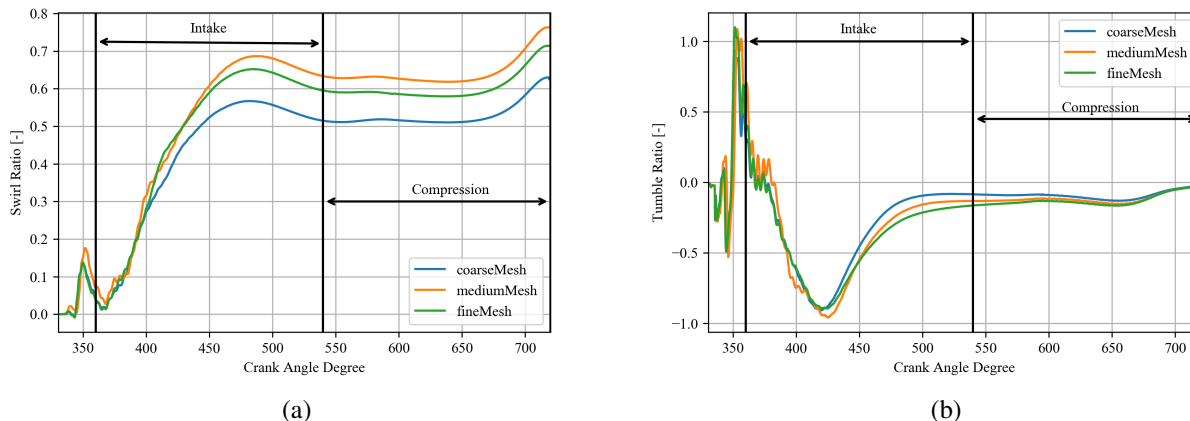 0.8
0.7
0.6
0.5
0.4
0.3
0.2
0.1
0.0
Swirl Ratio [-]
Intake
Compression
coarseMesh
mediumMesh
fineMesh
350 400 450 500 550 600 650 700
Crank Angle Degree
(a)
1.0
0.5
0.0
−0.5
−1.0
Tumble Ratio [-]
Intake
coarseMesh
mediumMesh
fineMesh
Compression
350 400 450 500 550 600 650 700
Crank Angle Degree
(b)